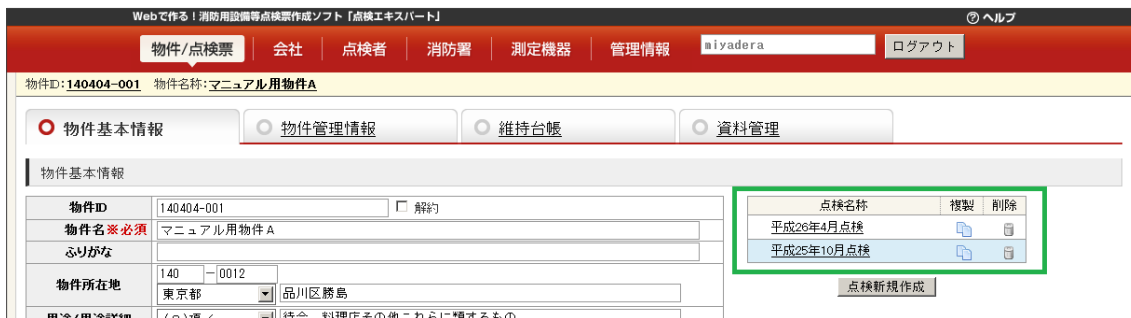 Webで作る！消防用設備等点検票作成ソフト「点検エキスパート」 ヘルプ
物件/点検票 会社 点検者 消防署 測定機器 管理情報 miyadera ログアウト
物件ID:140404-001 物件名称:マニュアル用物件A
物件基本情報 物件管理情報 維持台帳 資料管理
物件基本情報
物件ID 140404-001 解約
物件名※必須 マニュアル用物件A
ふりがな
物件所在地 140 -0012
東京都 品川区勝島
点検名称 複製 削除
平成26年4月点検
平成25年10月点検
点検新規作成